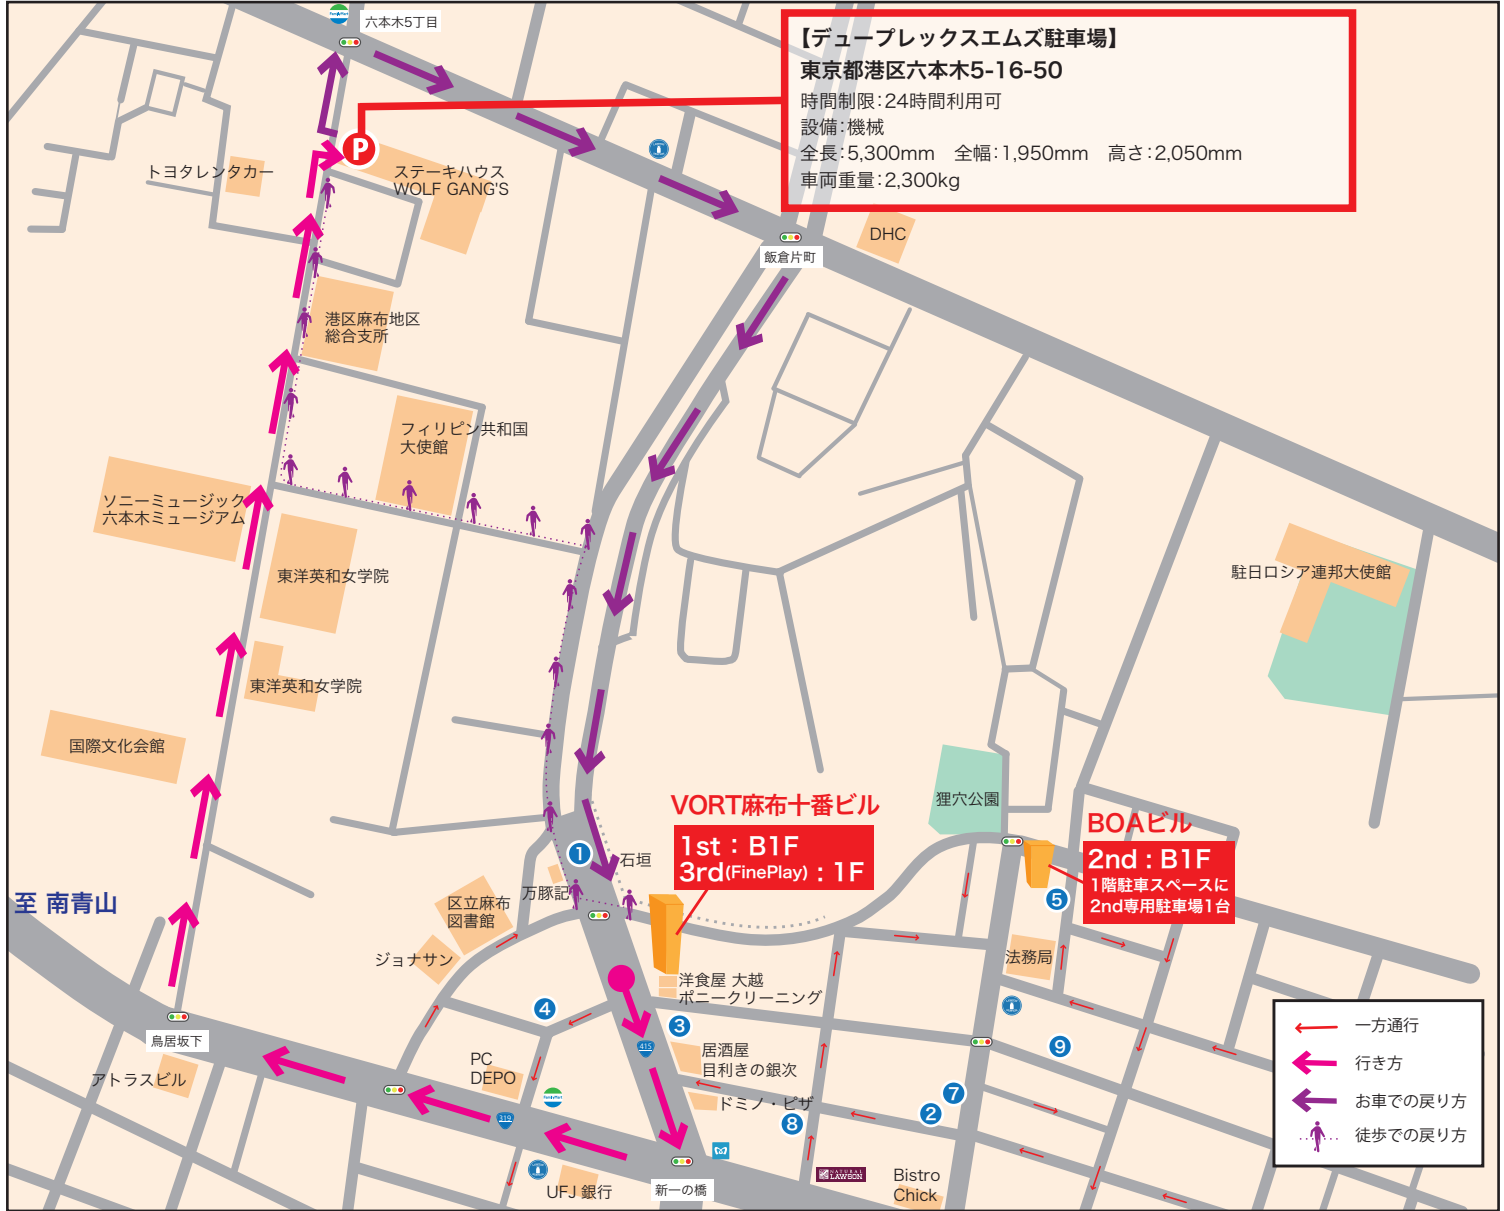 六本木5丁目
【デュープレックスエムズ駐車場】
東京都港区六本木5-16-50
時間制限：24時間利用可
設備：機械
全長：5,300mm　全幅：1,950mm　高さ：2,050mm
車両重量：2,300kg
P
トヨタレンタカー
ステーキハウス
WOLF GANG'S
DHC
飯倉片町
港区麻布地区
総合支所
フィリピン共和国
大使館
ソニーミュージック
六本木ミュージアム
東洋英和女学院
駐日ロシア連邦大使館
東洋英和女学院
国際文化会館
VORT麻布十番ビル
1st：B1F
3rd(FinePlay)：1F
狸穴公園
BOAビル
2nd：B1F
1階駐車スペースに
2nd専用駐車場1台
1
石垣
万豚記
至 南青山
区立麻布
図書館
5
ジョナサン
法務局
洋食屋 大越
ポニークリーニング
4
3
鳥居坂下
415
居酒屋
目利きの銀次
9
アトラスビル
PC
DEPO
FamilyMart
319
ドミノ・ピザ
7
2
8
UFJ 銀行
新一の橋
NATURAL
LAWSON
Bistro
Chick
一方通行
行き方
お車での戻り方
徒歩での戻り方